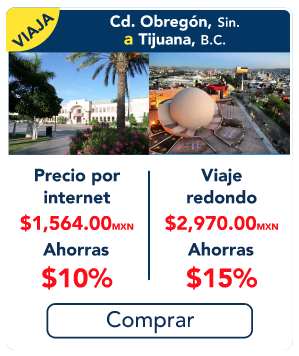 VIAJA
Cd. Obregón, Sin.
a Tijuana, B.C.
Precio por
internet
$1,564.00MXN
Ahorras
$10%
Viaje
redondo
$2,970.00MXN
Ahorras
$15%
Comprar